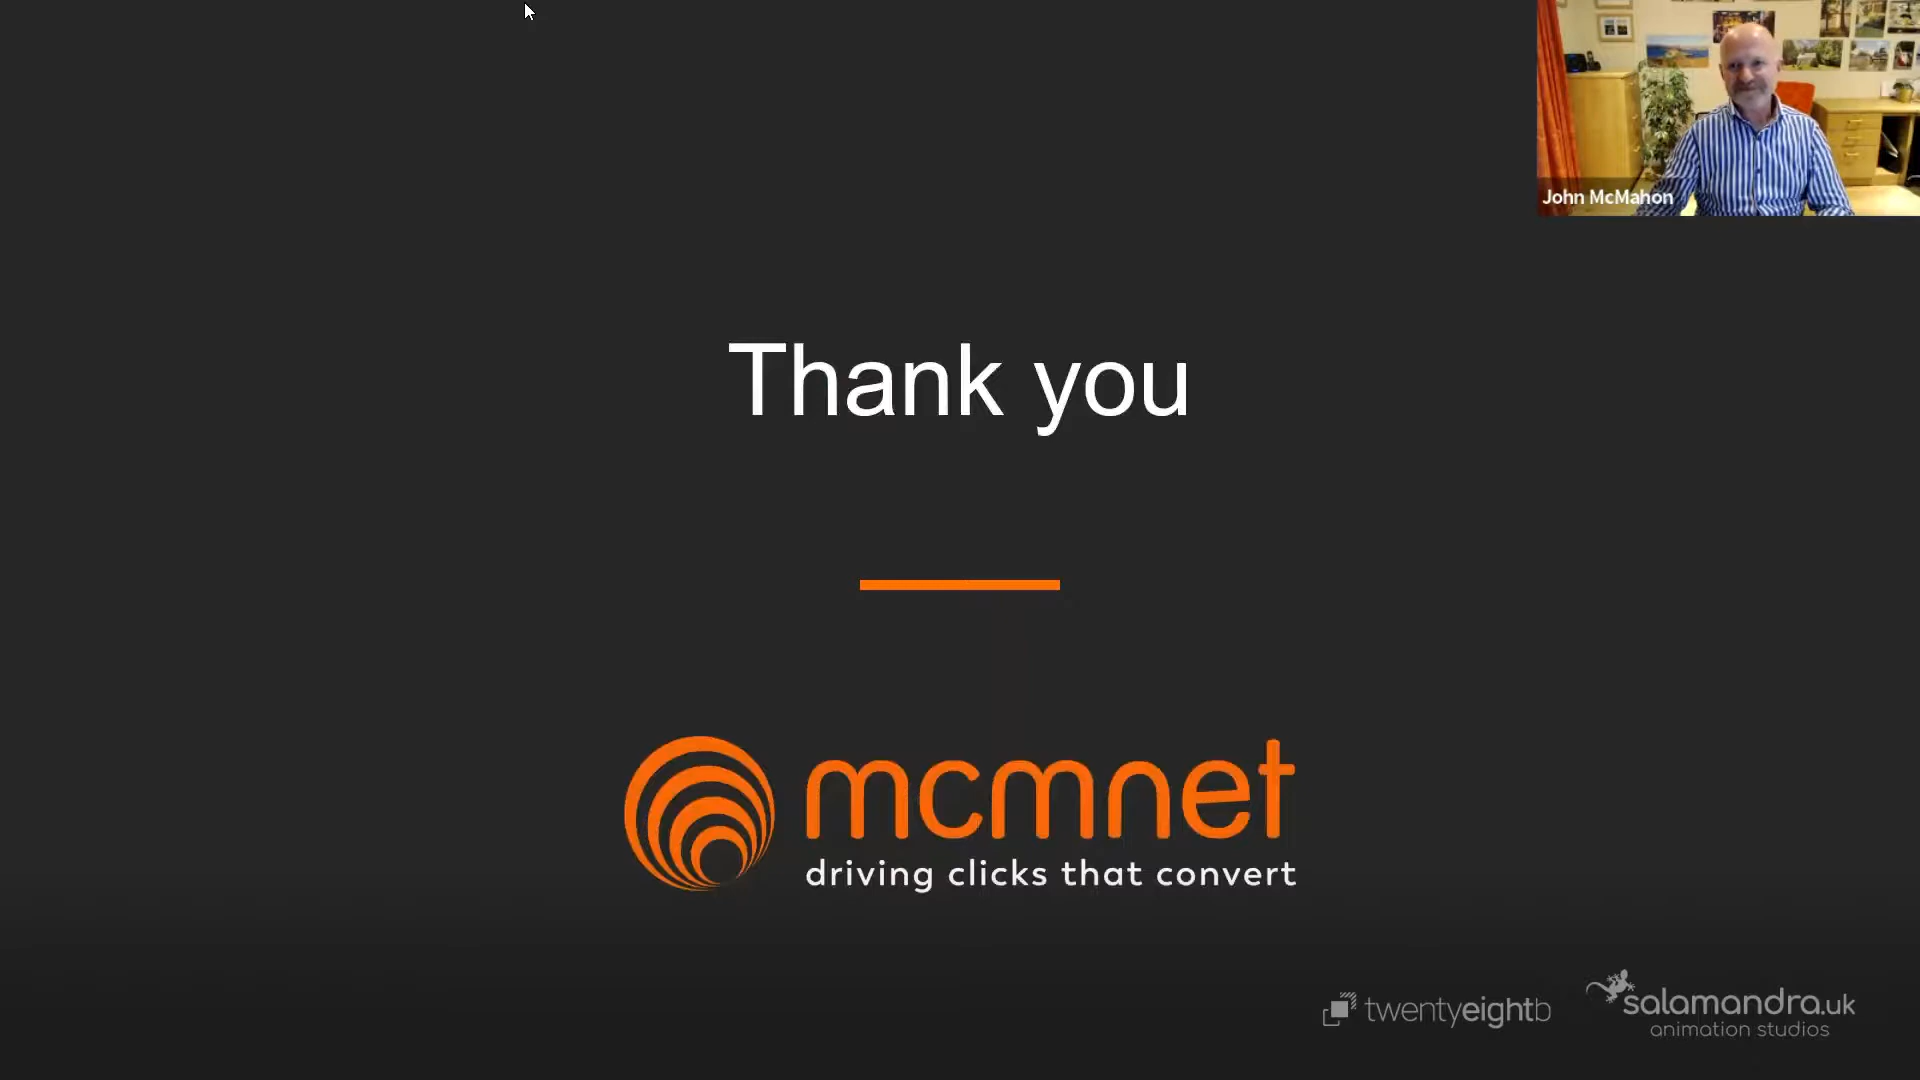 John McMahon
Thank you
mcmnet
driving clicks that convert
twentyeightb
salamandra.uk
animation studios